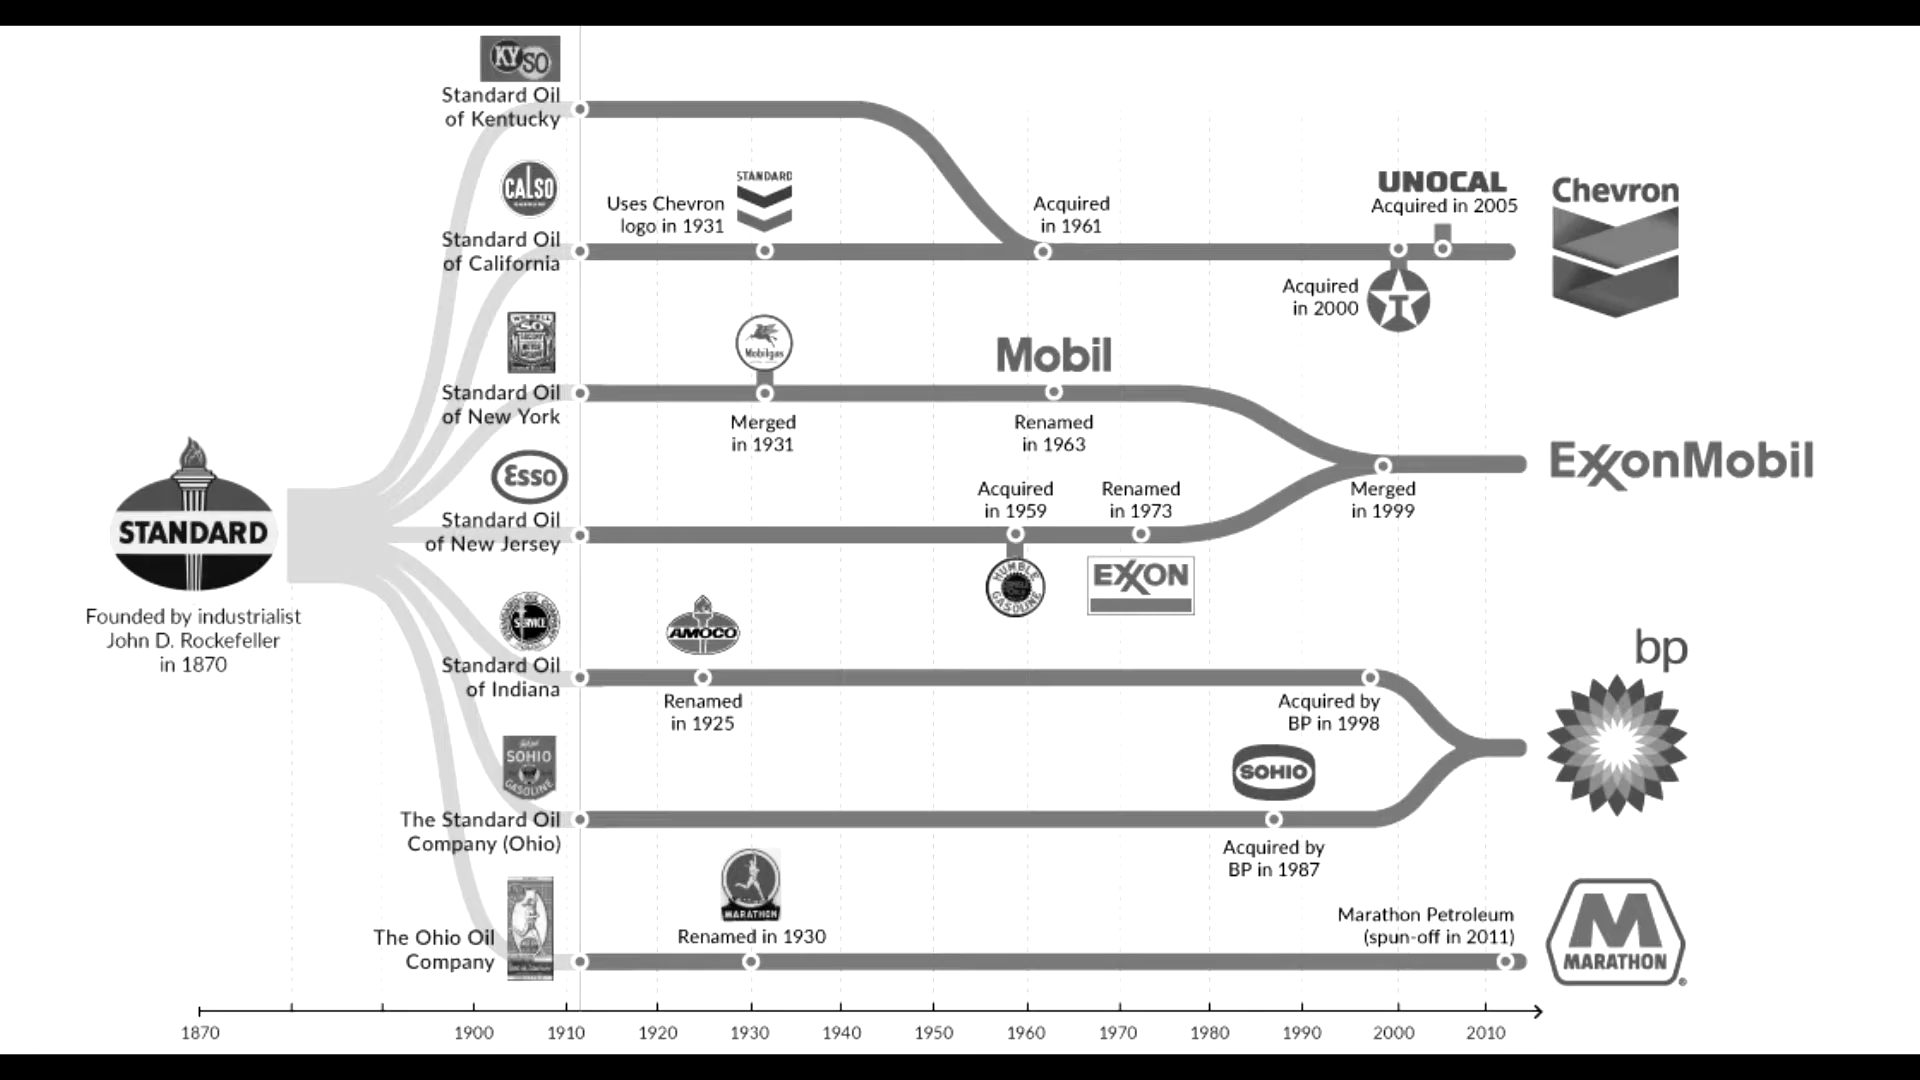 KY SO
Standard Oil
of Kentucky
CALSO
Standard Oil
of California
Uses Chevron
logo in 1931
STANDARD
Acquired
in 1961
UNOCAL
Acquired in 2005
Acquired
in 2000
T
Chevron
SO
Standard Oil
of New York
Mobilgas
Merged
in 1931
Mobil
Renamed
in 1963
Esso
Standard Oil
of New Jersey
Acquired
in 1959
HUMBLE
GASOLINE
Renamed
in 1973
EXXON
Merged
in 1999
ExxonMobil
STANDARD
Founded by industrialist
John D. Rockefeller
in 1870
SERVICE
Standard Oil
of Indiana
AMOCO
Renamed
in 1925
Acquired by
BP in 1998
bp
SOHIO
GASOLINE
The Standard Oil
Company (Ohio)
SOHIO
Acquired by
BP in 1987
The Ohio Oil
Company
MARATHON
Renamed in 1930
Marathon Petroleum
(spun-off in 2011)
M
MARATHON
®
1870 1900 1910 1920 1930 1940 1950 1960 1970 1980 1990 2000 2010